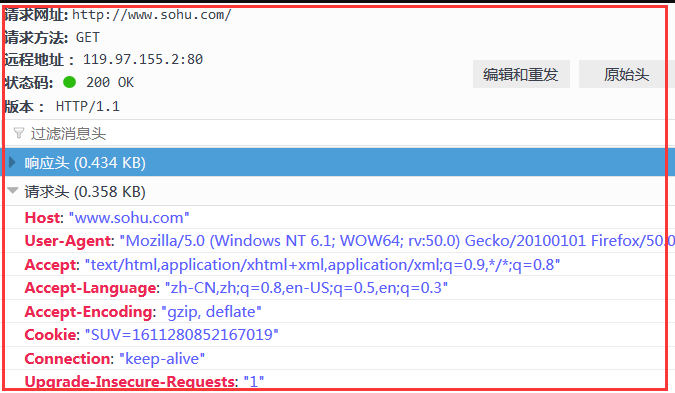 请求网址: http://www.sohu.com/
请求方法: GET
远程地址： 119.97.155.2:80
状态码: 200 OK
编辑和重发 原始头
版本： HTTP/1.1
过滤消息头
响应头 (0.434 KB)
请求头 (0.358 KB)
Host: "www.sohu.com"
User-Agent: "Mozilla/5.0 (Windows NT 6.1; WOW64; rv:50.0) Gecko/20100101 Firefox/50.0
Accept: "text/html,application/xhtml+xml,application/xml;q=0.9,*/*;q=0.8"
Accept-Language: "zh-CN,zh;q=0.8,en-US;q=0.5,en;q=0.3"
Accept-Encoding: "gzip, deflate"
Cookie: "SUV=1611280852167019"
Connection: "keep-alive"
Upgrade-Insecure-Requests: "1"